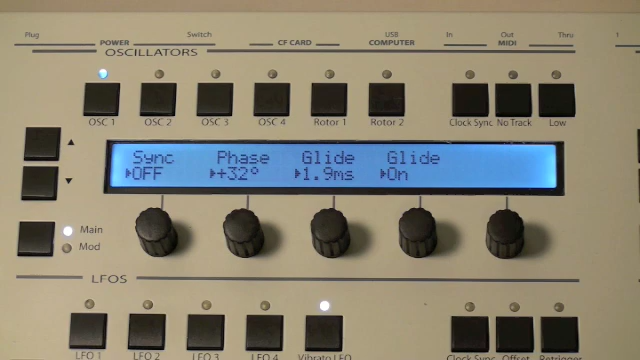 Plug POWER Switch CF CARD USB COMPUTER In Out MIDI Thru 1
OSCILLATORS
OSC 1 OSC 2 OSC 3 OSC 4 Rotor 1 Rotor 2 Clock Sync No Track Low
Sync Phase Glide Glide
OFF +32° 1.9ms On
Main
Mod
LFOS
LFO 1 LFO 2 LFO 3 LFO 4 Vibrato LFO Clock Sync Offset Retrigger